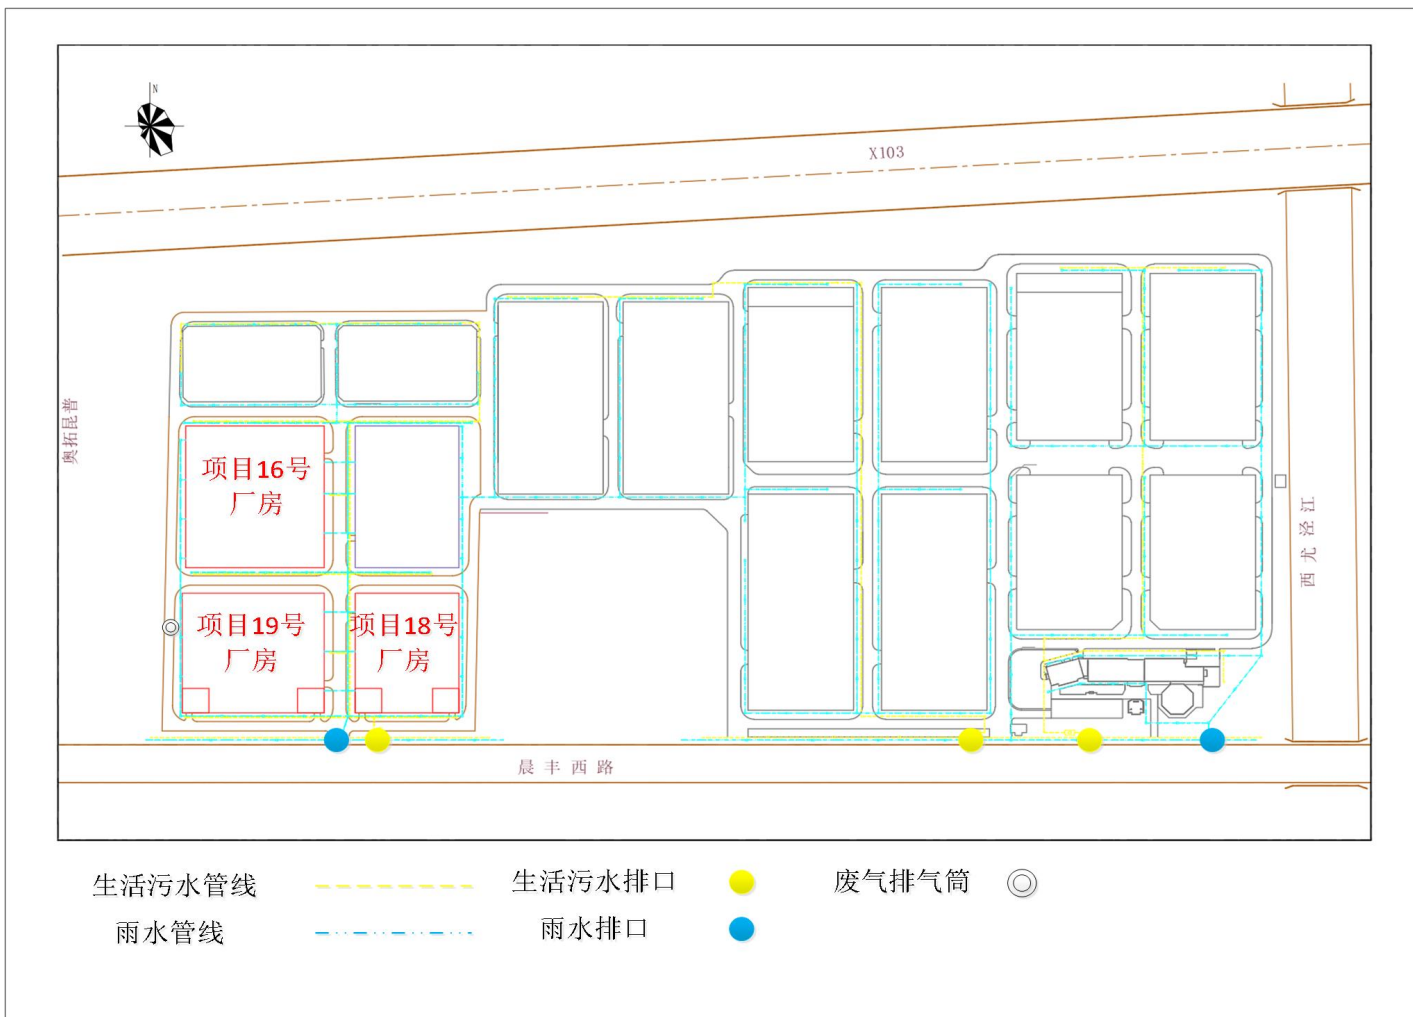 N
X103
奥拓昆普
项目16号
厂房
项目19号
厂房
项目18号
厂房
西尤泾江
晨丰西路
生活污水管线
生活污水排口
废气排气筒
雨水管线
雨水排口